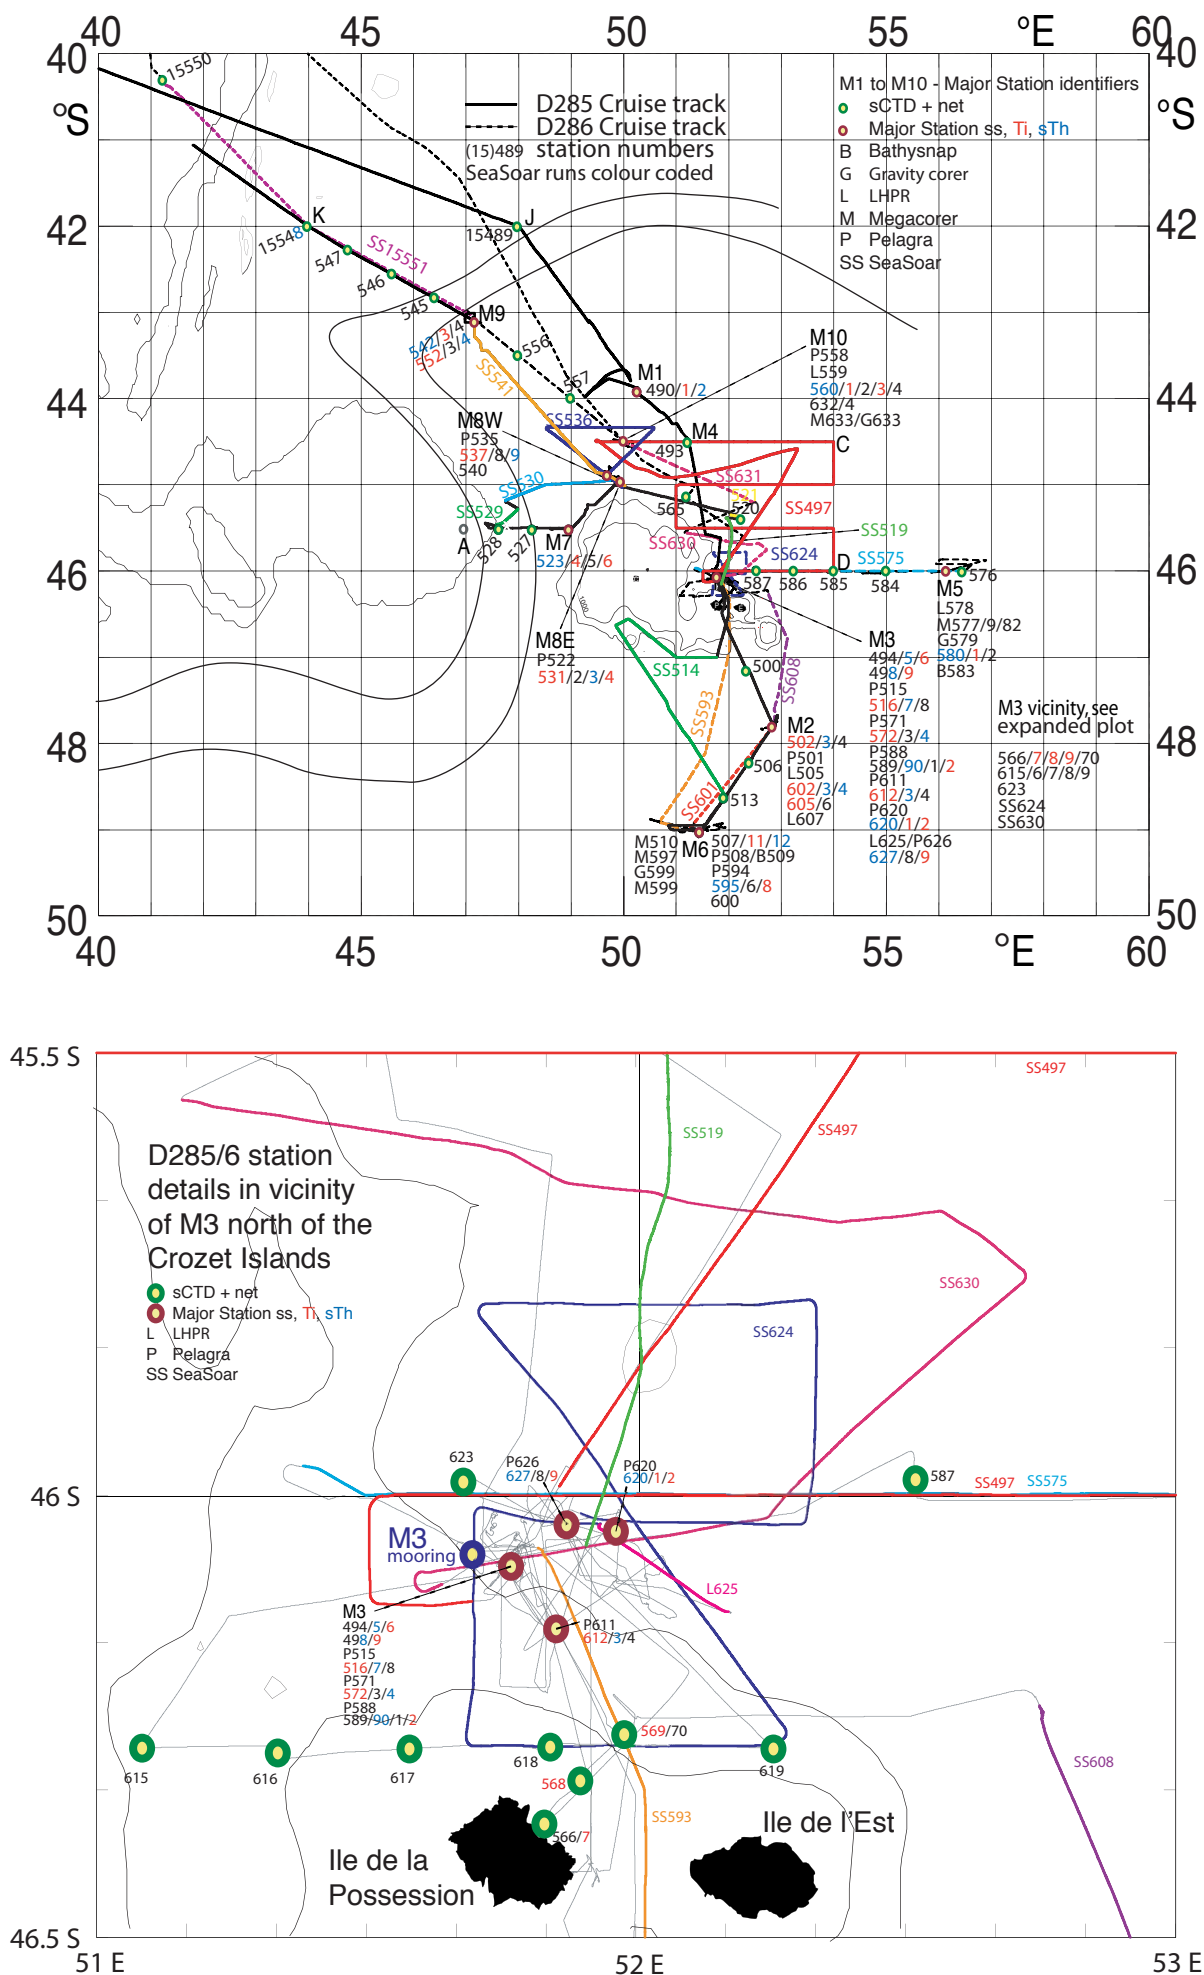 40 45 50 55 °E 60
40 40
°S °S
15550
M1 to M10 - Major Station identifiers
sCTD + net
Major Station ss, Ti, sTh
B Bathysnap
G Gravity corer
L LHPR
M Megacorer
P Pelagra
SS SeaSoar
D285 Cruise track
D286 Cruise track
(15)489 station numbers
SeaSoar runs colour coded
42 42
K
15548
J
15489
547
SS15551
546
545
M9
542/3/4
552/3/4
556
SS541
557
M1
490/1/2
M10
P558
L559
560/1/2/3/4
632/4
M633/G633
44 44
M8W
P535
537/8/9
540
SS536
M4
493
C
SS631
SS530
521
565
520
SS497
SS529
SS519
A
528
527
M7
523/4/5/6
SS630
SS624
D
SS575
46 46
587
586
585
584
576
M5
L578
M577/9/82
G579
580/1/2
B583
1000
M8E
P522
531/2/3/4
SS514
500
SS608
SS593
M3
494/5/6
498/9
P515
516/7/8
P571
572/3/4
P588
589/90/1/2
P611
612/3/4
P620
620/1/2
L625/P626
627/8/9
M3 vicinity, see
expanded plot
566/7/8/9/70
615/6/7/8/9
623
SS624
SS630
M2
502/3/4
P501
L505
602/3/4
605/6
L607
48 48
506
SS601
513
M510
M597
G599
M599
M6
507/11/12
P508/B509
P594
595/6/8
600
50 50
40 45 50 55 °E 60
45.5 S
SS497
SS519
SS497
D285/6 station
details in vicinity
of M3 north of the
Crozet Islands
sCTD + net
Major Station ss, Ti, sTh
L LHPR
P Pelagra
SS SeaSoar
SS630
SS624
623
P626
627/8/9
P620
620/1/2
587
46 S
SS497
SS575
M3
mooring
L625
M3
494/5/6
498/9
P515
516/7/8
P571
572/3/4
P588
589/90/1/2
P611
612/3/4
569/70
615
616
617
618
619
568
SS608
566/7
SS593
Ile de l'Est
Ile de la
Possession
46.5 S
51 E 52 E 53 E